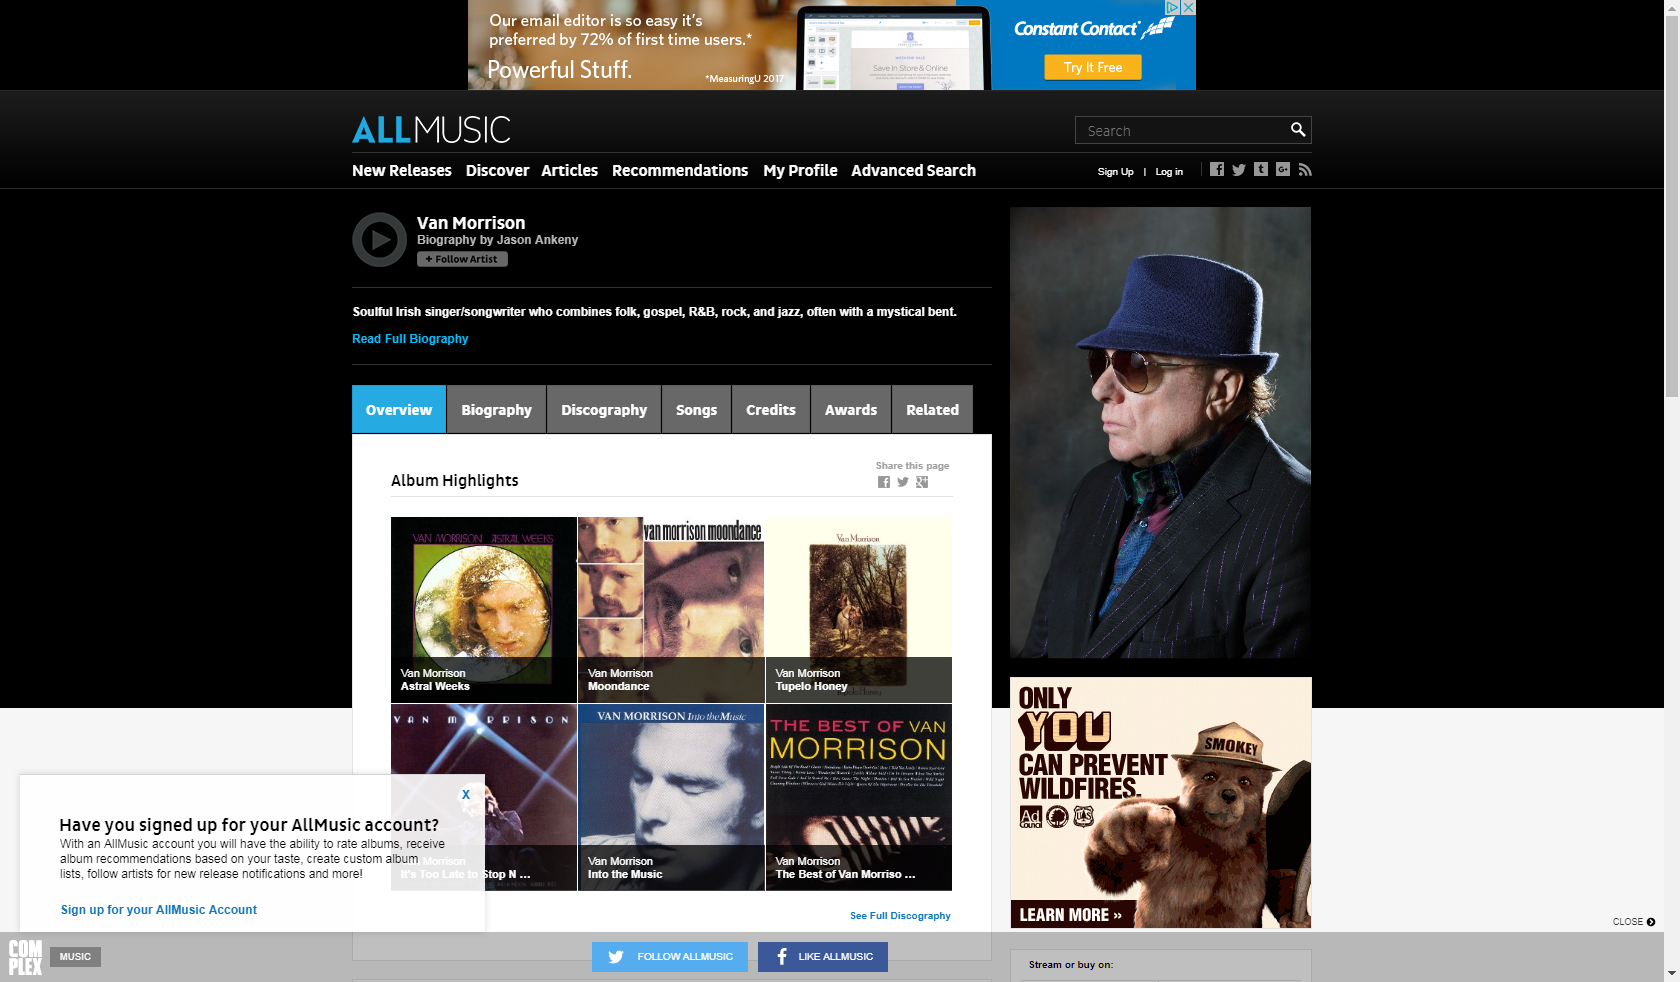 Our email editor is so easy it's
preferred by 72% of first time users.*
Powerful Stuff.
*MeasuringU 2017
Save In Store & Online
Constant Contact
Try It Free
ALLMUSIC
Search
New Releases Discover Articles Recommendations My Profile Advanced Search
Sign Up | Log in
Van Morrison
Biography by Jason Ankeny
+ Follow Artist
Soulful Irish singer/songwriter who combines folk, gospel, R&B, rock, and jazz, often with a mystical bent.
Read Full Biography
Overview Biography Discography Songs Credits Awards Related
Share this page
Album Highlights
VAN MORRISON ASTRAL WEEKS
van morrison moondance
Van Morrison
Van Morrison
Astral Weeks
Van Morrison
Moondance
Van Morrison
Tupelo Honey
Tupelo Honey
VAN MORRISON
VAN MORRISON Into the Music
THE BEST OF VAN
MORRISON
Morrison
It's Too Late to Stop N ...
Van Morrison
Into the Music
Van Morrison
The Best of Van Morriso ...
See Full Discography
X
Have you signed up for your AllMusic account?
With an AllMusic account you will have the ability to rate albums, receive
album recommendations based on your taste, create custom album
lists, follow artists for new release notifications and more!
Sign up for your AllMusic Account
ONLY
YOU
CAN PREVENT
WILDFIRES.
SMOKEY
Ad
Council
LEARN MORE »
CLOSE
COM
PLEX
MUSIC
FOLLOW ALLMUSIC
LIKE ALLMUSIC
Stream or buy on: